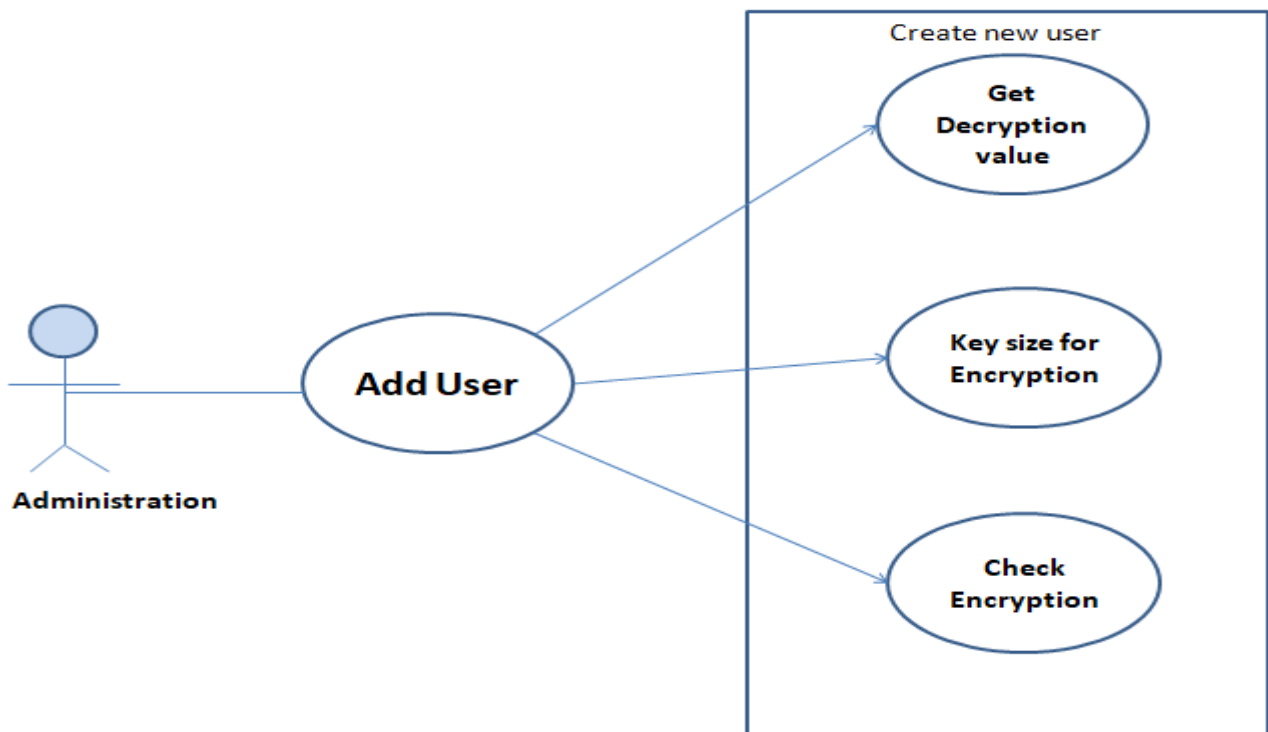 Create new user
Get
Decryption
value
Key size for
Encryption
Add User
Administration
Check
Encryption